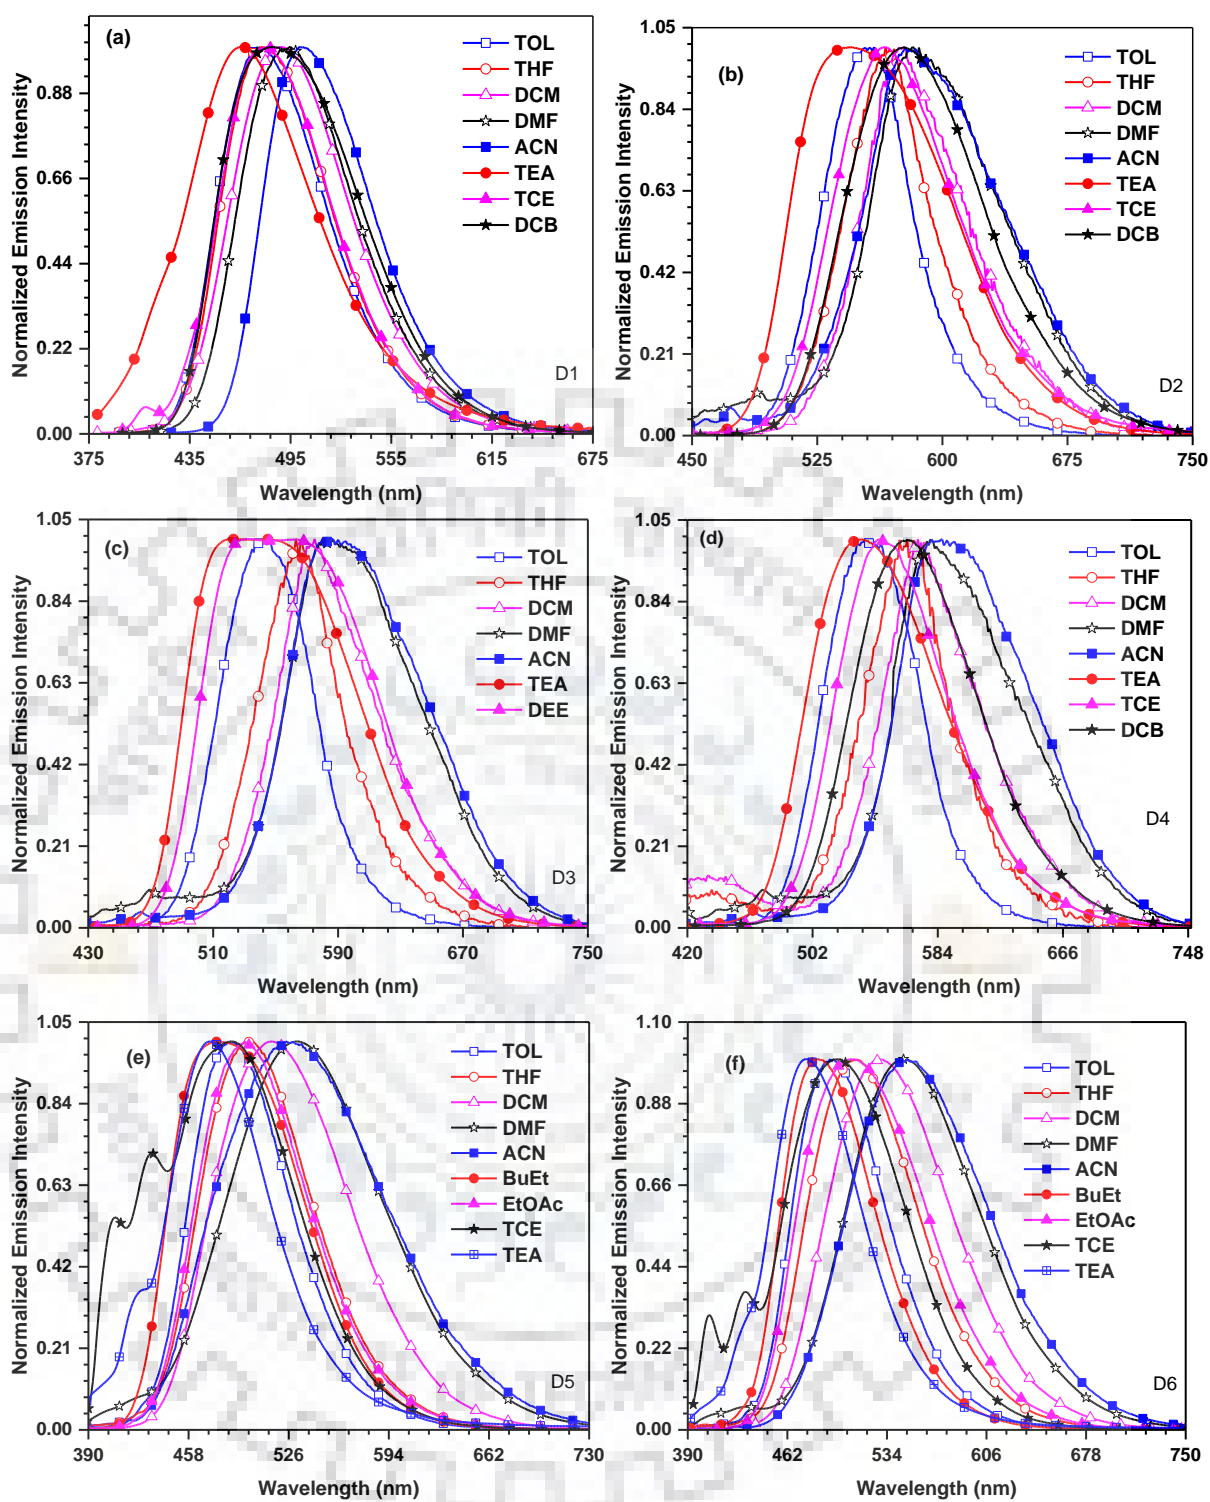 (a)
TOL
THF
DCM
DMF
ACN
TEA
TCE
DCB
D1
Normalized Emission Intensity
0.88
0.66
0.44
0.22
0.00
375 435 495 555 615 675
Wavelength (nm)
(b)
TOL
THF
DCM
DMF
ACN
TEA
TCE
DCB
D2
Normalized Emission Intensity
1.05
0.84
0.63
0.42
0.21
0.00
450 525 600 675 750
Wavelength (nm)
(c)
TOL
THF
DCM
DMF
ACN
TEA
DEE
D3
Normalized Emission Intensity
1.05
0.84
0.63
0.42
0.21
0.00
430 510 590 670 750
Wavelength (nm)
(d)
TOL
THF
DCM
DMF
ACN
TEA
TCE
DCB
D4
Normalized Emission Intensity
1.05
0.84
0.63
0.42
0.21
0.00
420 502 584 666 748
Wavelength (nm)
(e)
TOL
THF
DCM
DMF
ACN
BuEt
EtOAc
TCE
TEA
D5
Normalized Emission Intensity
1.05
0.84
0.63
0.42
0.21
0.00
390 458 526 594 662 730
Wavelength (nm)
(f)
TOL
THF
DCM
DMF
ACN
BuEt
EtOAc
TCE
TEA
D6
Normalized Emission Intensity
1.10
0.88
0.66
0.44
0.22
0.00
390 462 534 606 678 750
Wavelength (nm)